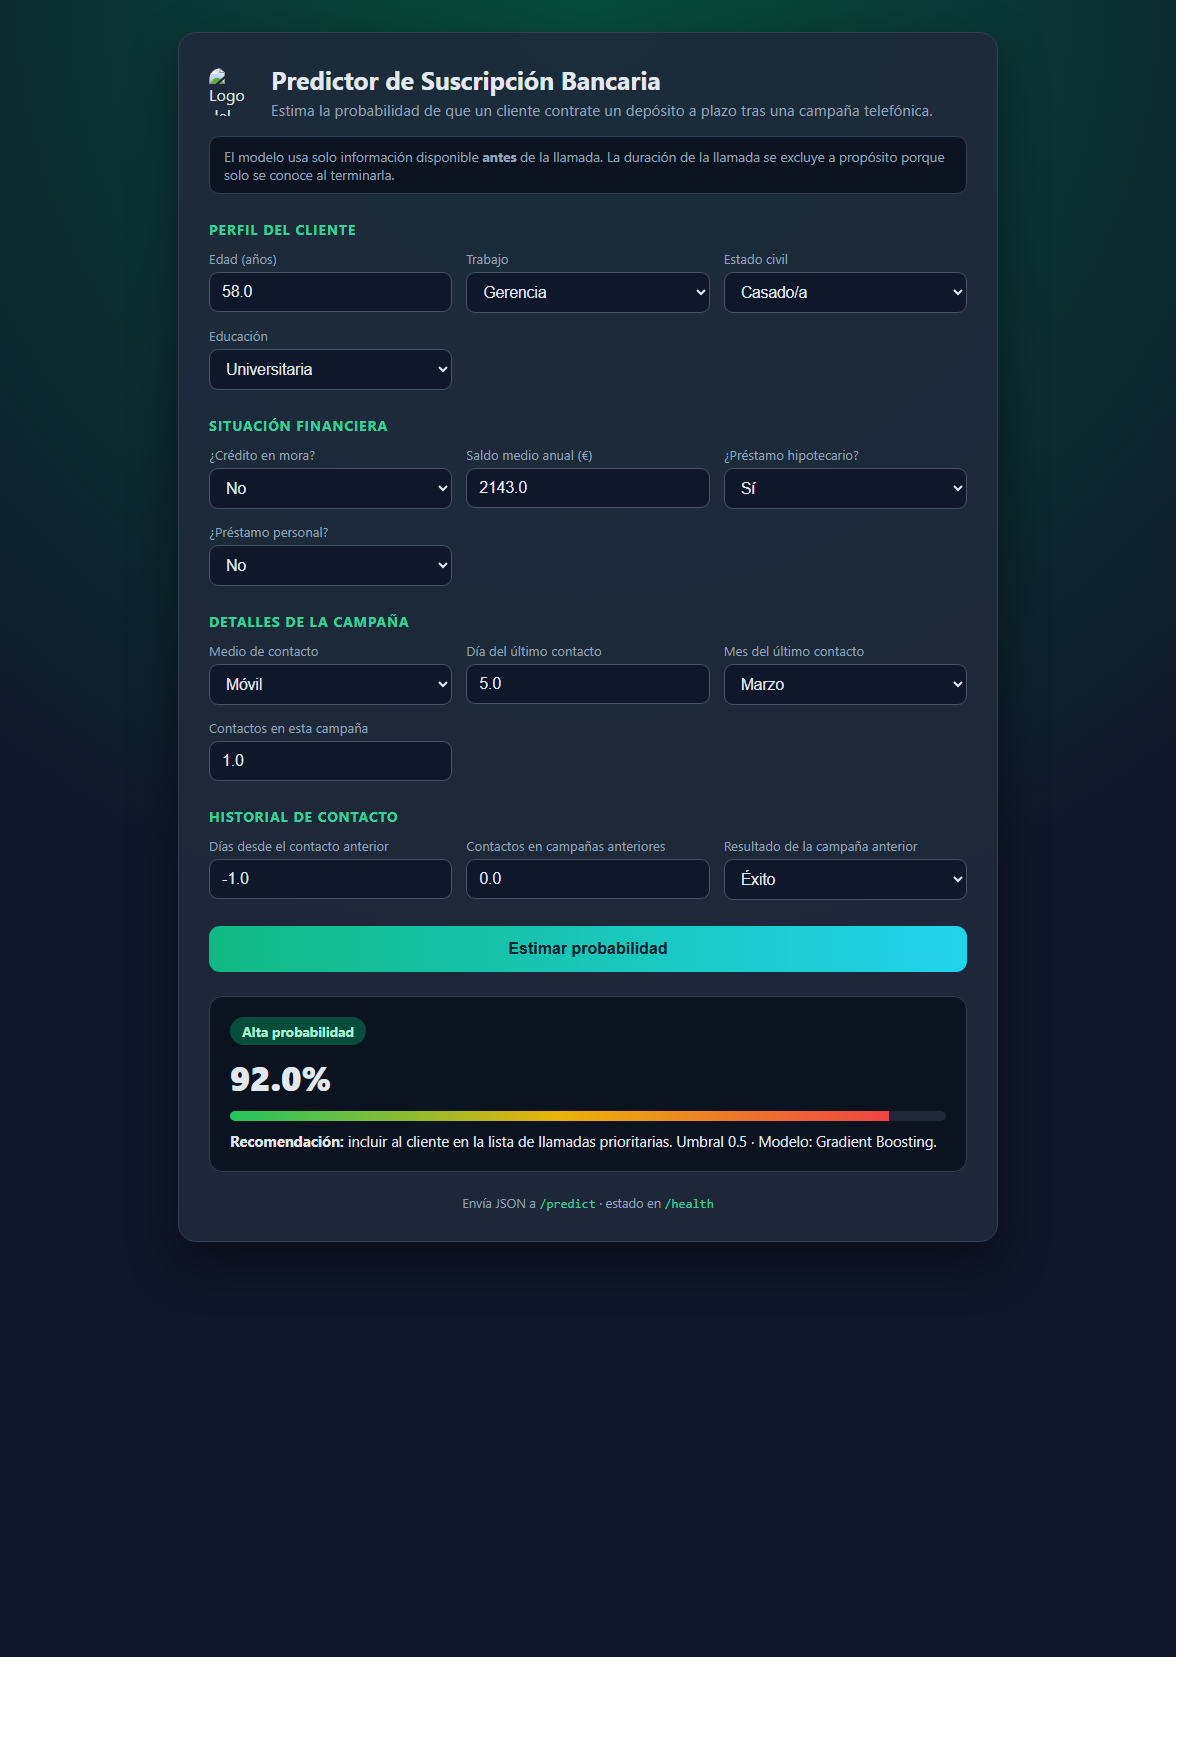 Logo
Predictor de Suscripción Bancaria
Estima la probabilidad de que un cliente contrate un depósito a plazo tras una campaña telefónica.
El modelo usa solo información disponible antes de la llamada. La duración de la llamada se excluye a propósito porque
solo se conoce al terminarla.
PERFIL DEL CLIENTE
Edad (años) Trabajo Estado civil
58.0 Gerencia Casado/a
Educación
Universitaria
SITUACIÓN FINANCIERA
¿Crédito en mora? Saldo medio anual (€) ¿Préstamo hipotecario?
No 2143.0 Sí
¿Préstamo personal?
No
DETALLES DE LA CAMPAÑA
Medio de contacto Día del último contacto Mes del último contacto
Móvil 5.0 Marzo
Contactos en esta campaña
1.0
HISTORIAL DE CONTACTO
Días desde el contacto anterior Contactos en campañas anteriores Resultado de la campaña anterior
-1.0 0.0 Éxito
Estimar probabilidad
Alta probabilidad
92.0%
Recomendación: incluir al cliente en la lista de llamadas prioritarias. Umbral 0.5 · Modelo: Gradient Boosting.
Envía JSON a /predict · estado en /health